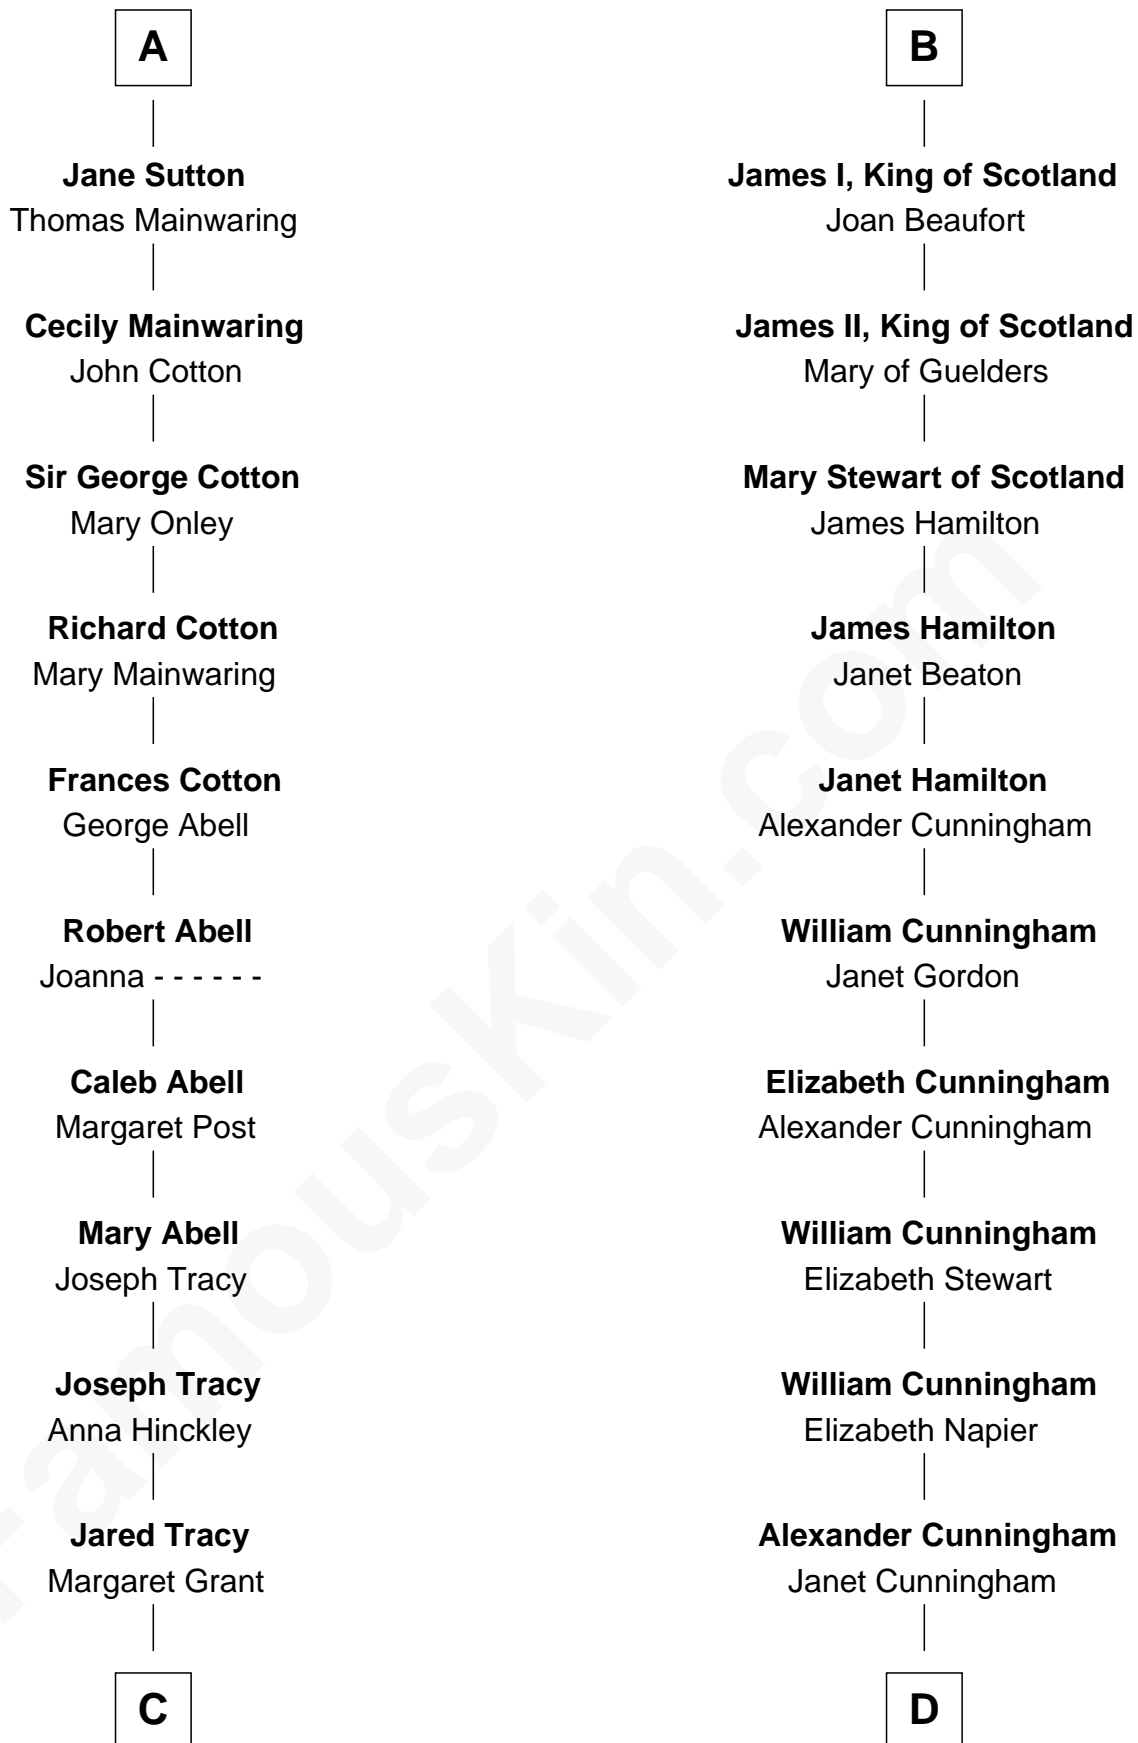 A
Jane Sutton
Thomas Mainwaring
Cecily Mainwaring
John Cotton
Sir George Cotton
Mary Onley
Richard Cotton
Mary Mainwaring
Frances Cotton
George Abell
Robert Abell
Joanna - - - - - -
Caleb Abell
Margaret Post
Mary Abell
Joseph Tracy
Joseph Tracy
Anna Hinckley
Jared Tracy
Margaret Grant
C
B
James I, King of Scotland
Joan Beaufort
James II, King of Scotland
Mary of Guelders
Mary Stewart of Scotland
James Hamilton
James Hamilton
Janet Beaton
Janet Hamilton
Alexander Cunningham
William Cunningham
Janet Gordon
Elizabeth Cunningham
Alexander Cunningham
William Cunningham
Elizabeth Stewart
William Cunningham
Elizabeth Napier
Alexander Cunningham
Janet Cunningham
D
FamousKin.com